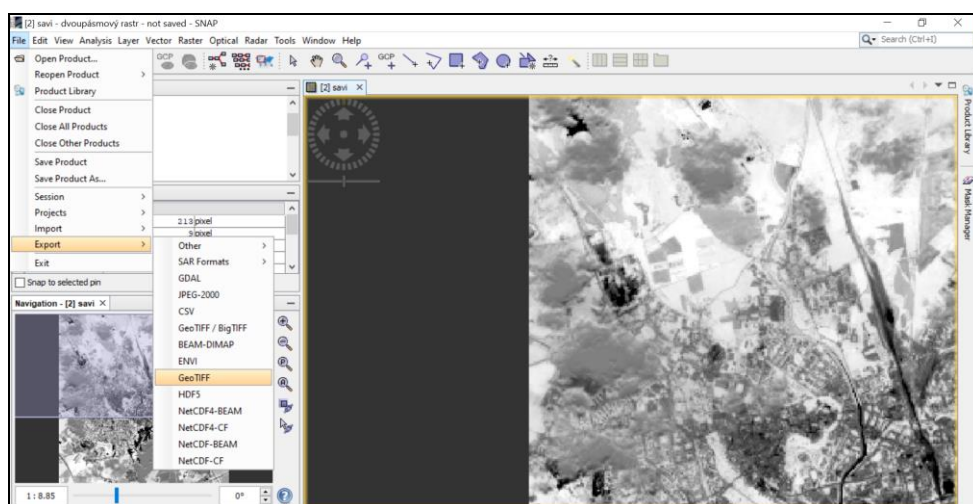 [2] savi - dvoupásmový rastr - not saved - SNAP
File Edit View Analysis Layer Vector Raster Optical Radar Tools Window Help
Search (Ctrl+I)
Open Product...
Reopen Product
Product Library
Close Product
Close All Products
Close Other Products
Save Product
Save Product As...
Session
Projects
Import
Export
Exit
GCP
GCP
[2] savi
Product Library
Mask Manager
213 pixel
9 pixel
Other
SAR Formats
GDAL
JPEG-2000
CSV
GeoTIFF / BigTIFF
BEAM-DIMAP
ENVI
GeoTIFF
HDF5
NetCDF4-BEAM
NetCDF4-CF
NetCDF-BEAM
NetCDF-CF
Snap to selected pin
Navigation - [2] savi
1 : 8.85
0°